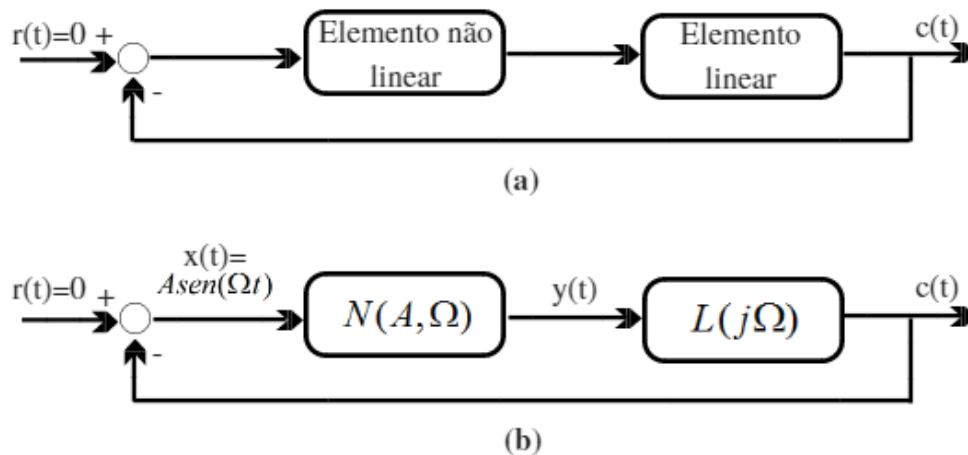 r(t)=0 +
Elemento não
linear
Elemento
linear
c(t)
-
(a)
x(t)=
Asen(Ωt)
r(t)=0 +
N(A,Ω)
y(t)
L(jΩ)
c(t)
-
(b)